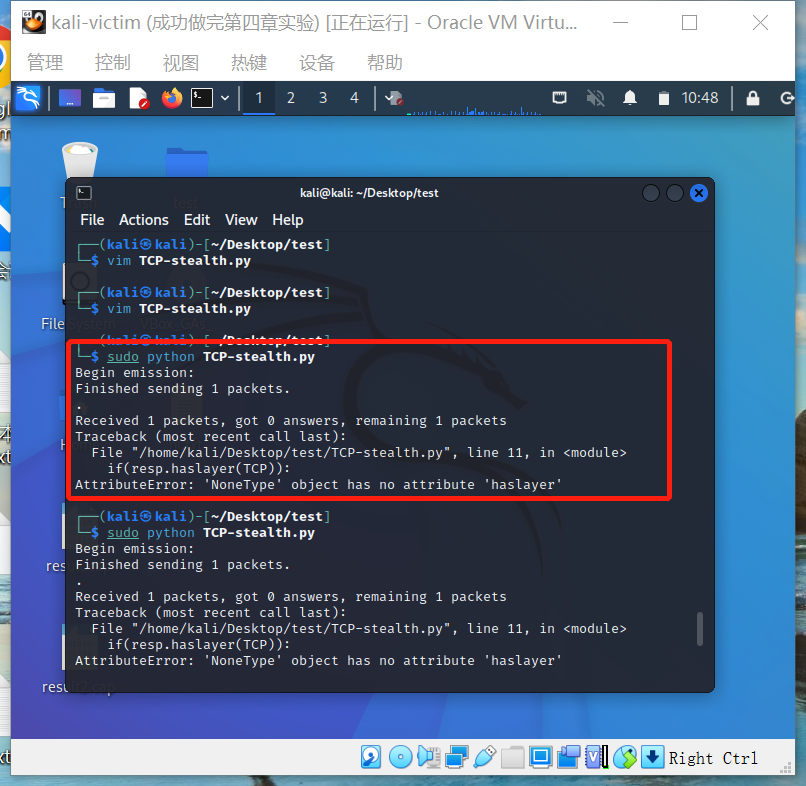 kali-victim (成功做完第四章实验) [正在运行] - Oracle VM Virtu...
管理 控制 视图 热键 设备 帮助
1 2 3 4 10:48
kali@kali: ~/Desktop/test
File Actions Edit View Help
┌──(kali㉿kali)-[~/Desktop/test]
└─$ vim TCP-stealth.py
┌──(kali㉿kali)-[~/Desktop/test]
└─$ vim TCP-stealth.py
┌──(kali㉿kali)-[~/Desktop/test]
└─$ sudo python TCP-stealth.py
Begin emission:
Finished sending 1 packets.
.
Received 1 packets, got 0 answers, remaining 1 packets
Traceback (most recent call last):
File "/home/kali/Desktop/test/TCP-stealth.py", line 11, in <module>
if(resp.haslayer(TCP)):
AttributeError: 'NoneType' object has no attribute 'haslayer'
┌──(kali㉿kali)-[~/Desktop/test]
└─$ sudo python TCP-stealth.py
Begin emission:
Finished sending 1 packets.
.
Received 1 packets, got 0 answers, remaining 1 packets
Traceback (most recent call last):
File "/home/kali/Desktop/test/TCP-stealth.py", line 11, in <module>
if(resp.haslayer(TCP)):
AttributeError: 'NoneType' object has no attribute 'haslayer'
Right Ctrl